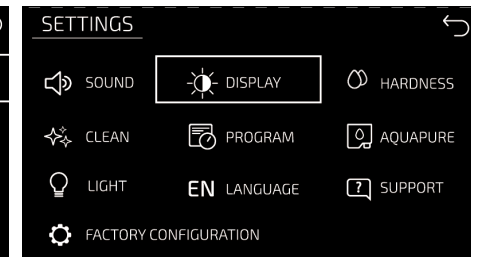 SETTINGS
SOUND DISPLAY HARDNESS
CLEAN PROGRAM AQUAPURE
LIGHT EN LANGUAGE ? SUPPORT
FACTORY CONFIGURATION